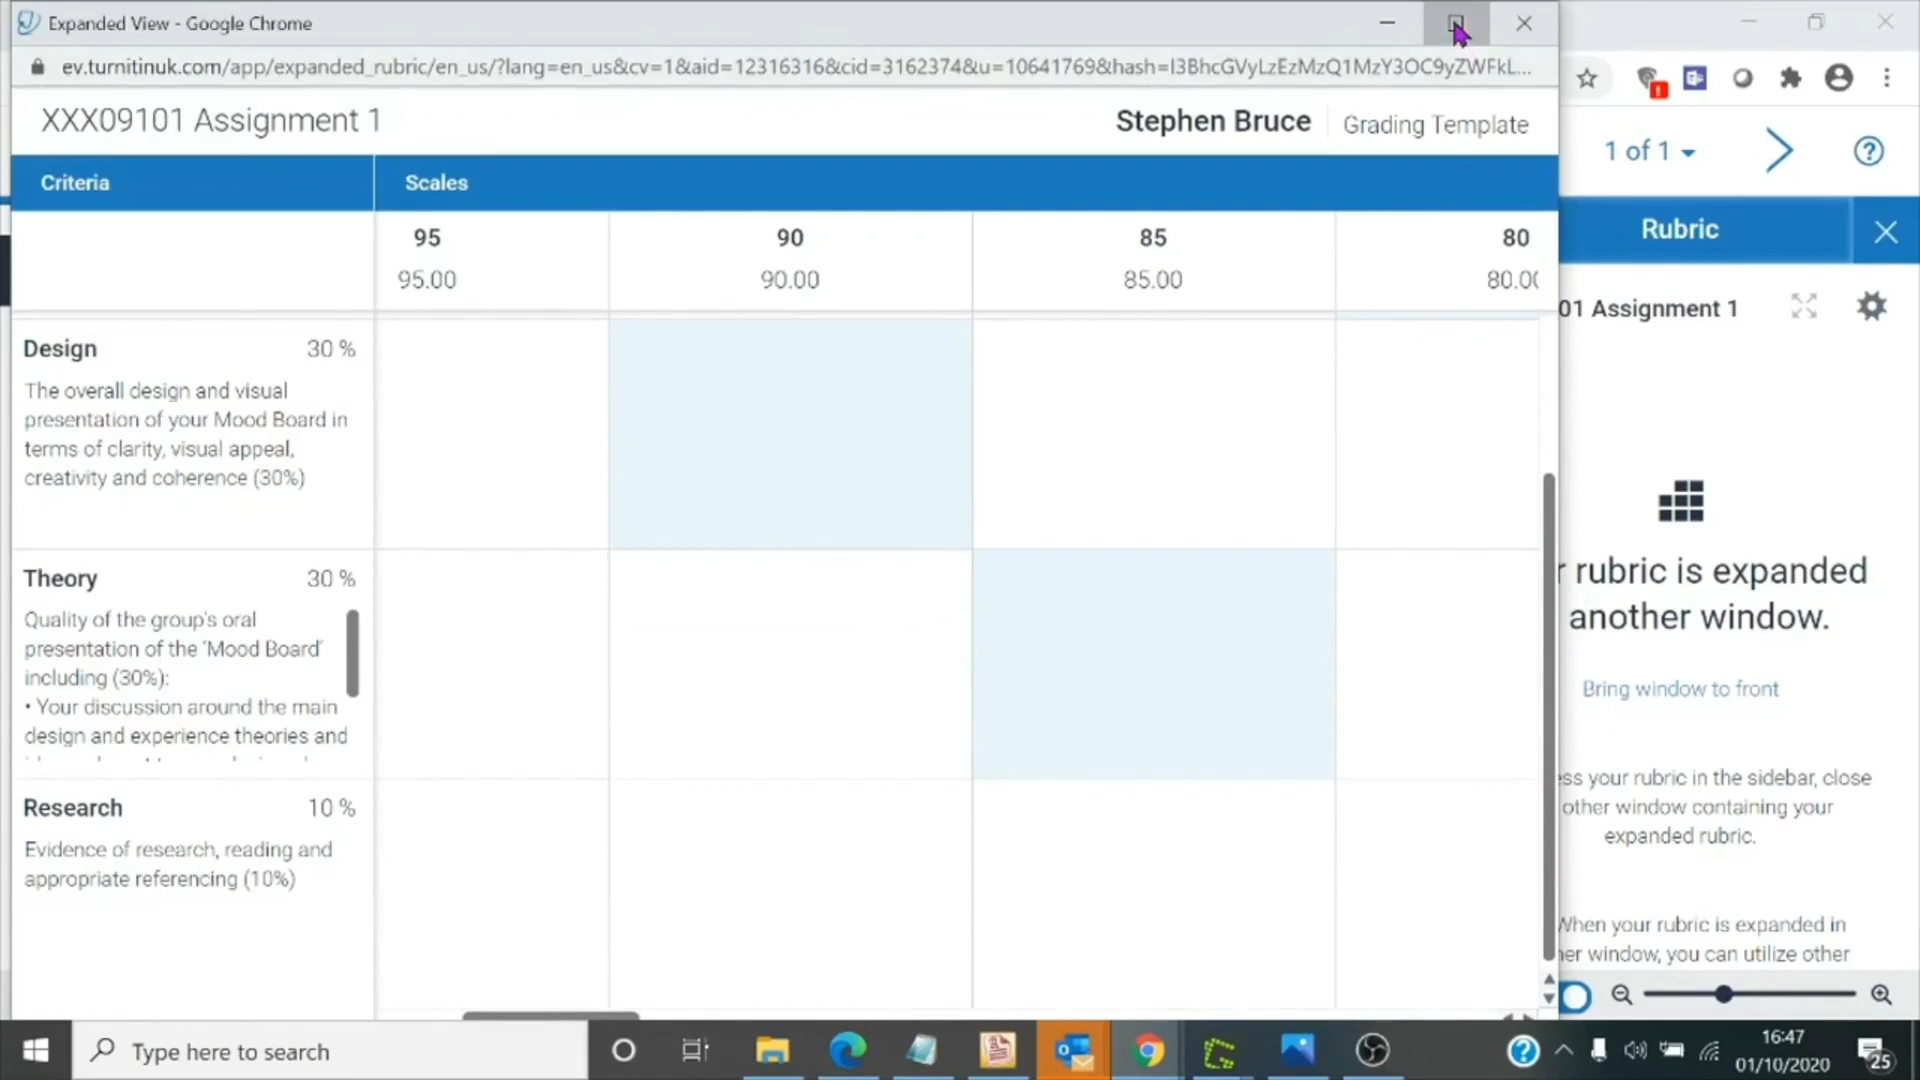 Expanded View - Google Chrome
ev.turnitinuk.com/app/expanded_rubric/en_us/?lang=en_us&cv=1&aid=12316316&cid=3162374&u=10641769&hash=I3BhcGVyLzEzMzQ1MzY3OC9yZWFkL...
XXX09101 Assignment 1
Stephen Bruce
Grading Template
Criteria
Scales
95
90
85
80
95.00
90.00
85.00
80.0
Design
30 %
The overall design and visual
presentation of your Mood Board in
terms of clarity, visual appeal,
creativity and coherence (30%)
Theory
30 %
Quality of the group's oral
presentation of the 'Mood Board'
including (30%):
• Your discussion around the main
design and experience theories and
Research
10 %
Evidence of research, reading and
appropriate referencing (10%)
1 of 1
Rubric
01 Assignment 1
r rubric is expanded
another window.
Bring window to front
ess your rubric in the sidebar, close
other window containing your
expanded rubric.
When your rubric is expanded in
her window, you can utilize other
Type here to search
16:47
01/10/2020
25